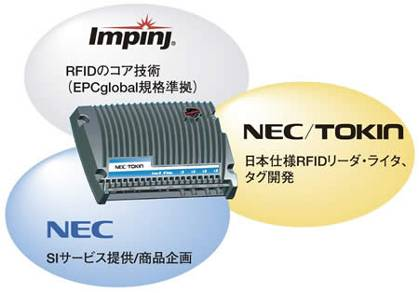 Impinj®
RFIDのコア技術
（EPCglobal規格準拠）
NEC/TOKIN
日本仕様RFIDリーダ・ライタ、
タグ開発
NEC/TOKIN
NEC
SIサービス提供/商品企画